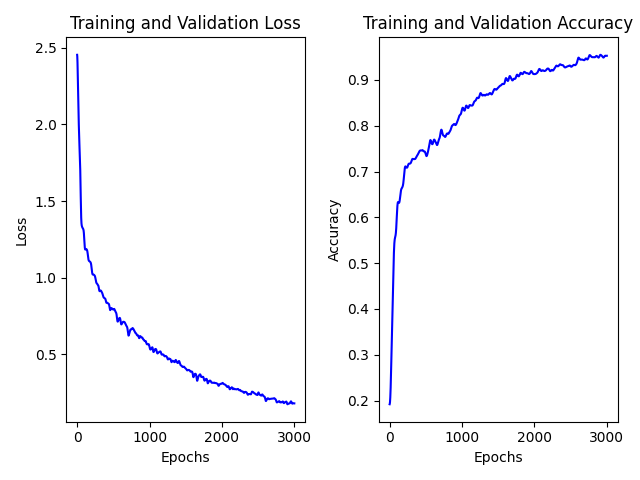 Training and Validation Loss
Loss
2.5
2.0
1.5
1.0
0.5
0 1000 2000 3000
Epochs
Training and Validation Accuracy
Accuracy
0.9
0.8
0.7
0.6
0.5
0.4
0.3
0.2
0 1000 2000 3000
Epochs